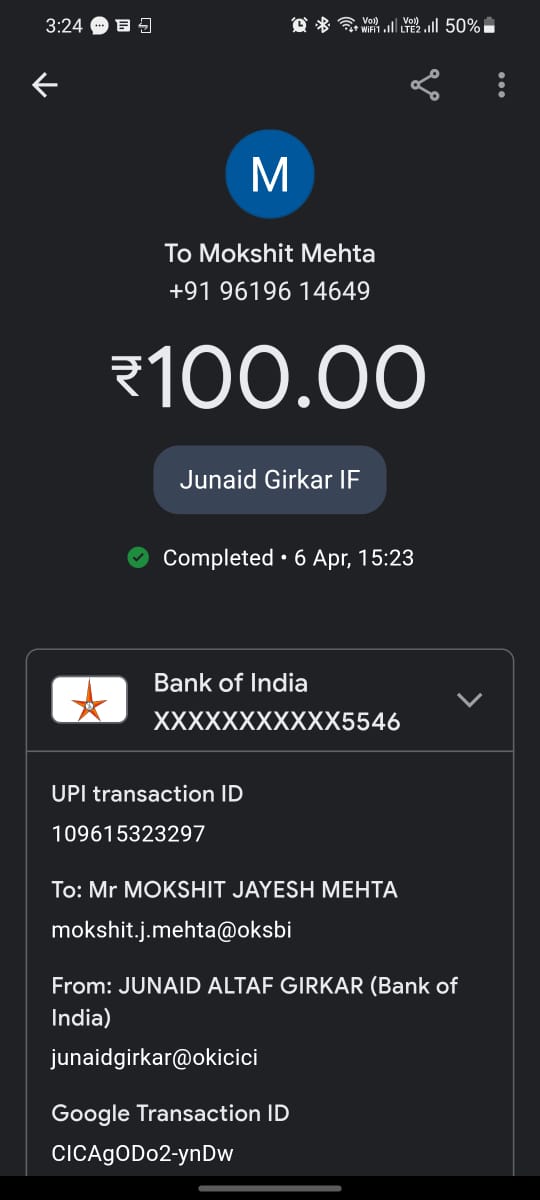 3:24
Vo)) WiFi1 Vo)) LTE2 50%
M
To Mokshit Mehta
+91 96196 14649
₹100.00
Junaid Girkar IF
Completed • 6 Apr, 15:23
Bank of India
XXXXXXXXXXX5546
UPI transaction ID
109615323297
To: Mr MOKSHIT JAYESH MEHTA
mokshit.j.mehta@oksbi
From: JUNAID ALTAF GIRKAR (Bank of
India)
junaidgirkar@okicici
Google Transaction ID
CICAgODo2-ynDw